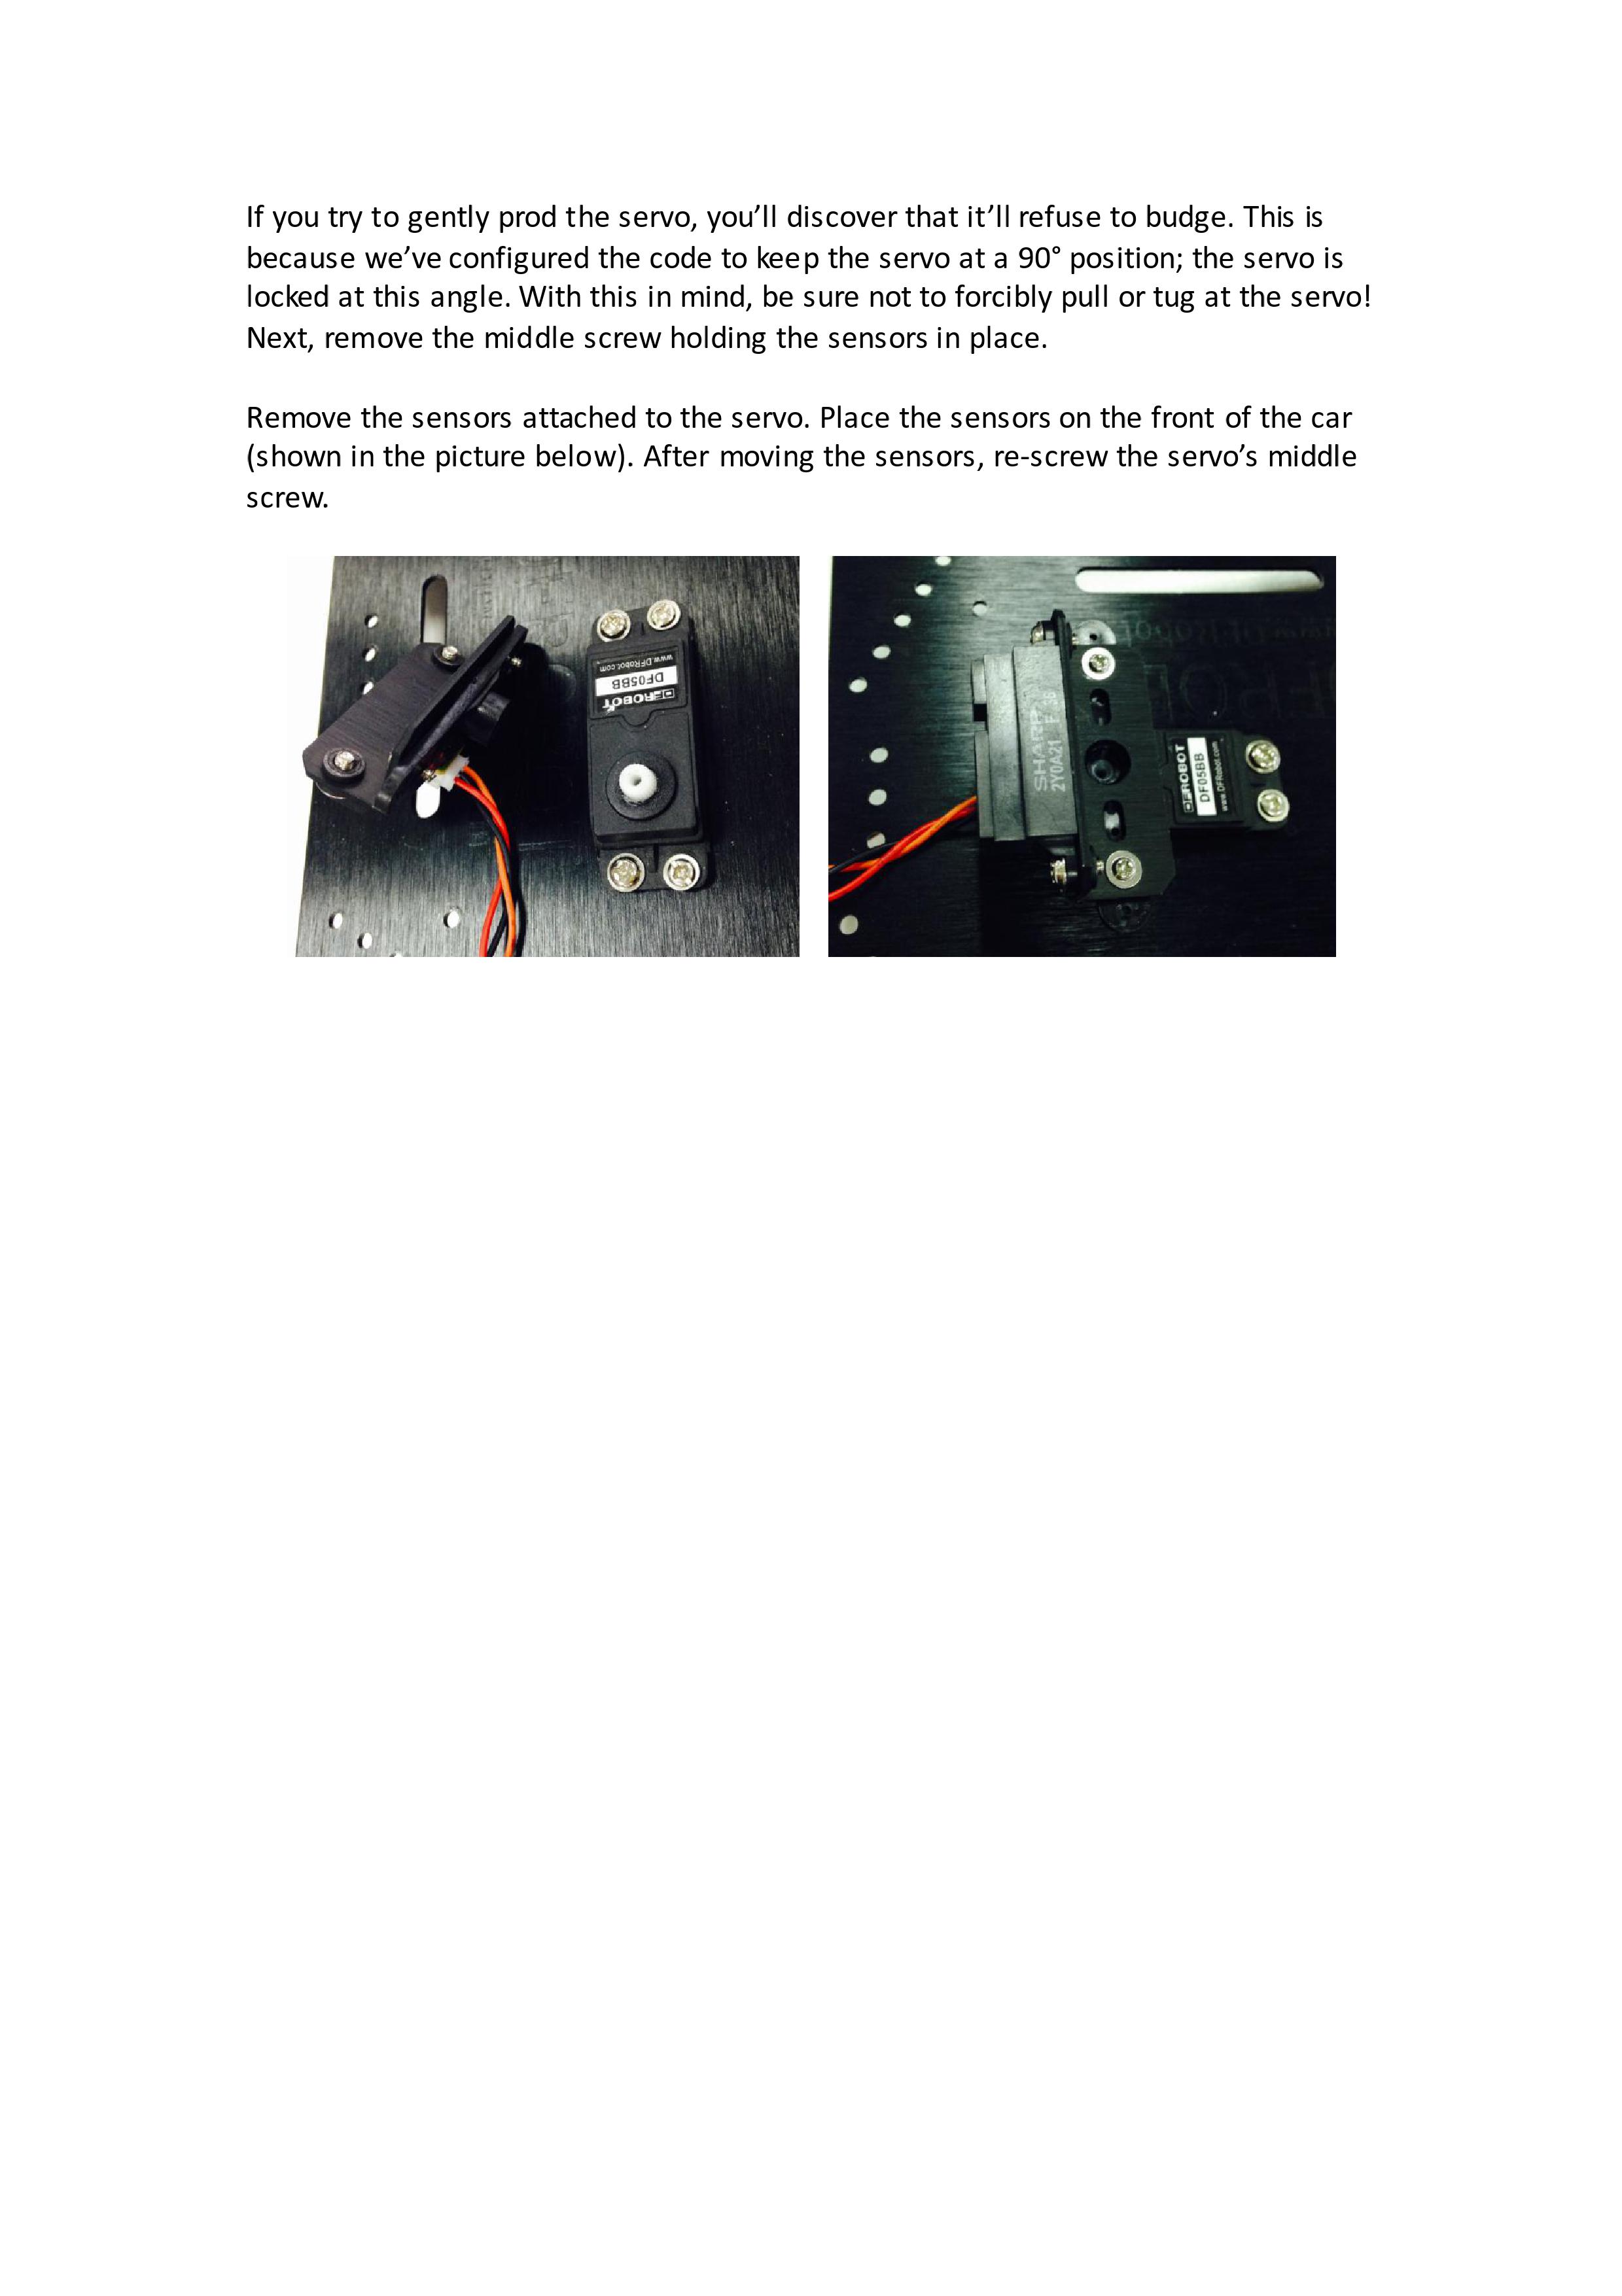 If you try to gently prod the servo, you’ll discover that it’ll refuse to budge. This is
because we’ve configured the code to keep the servo at a 90° position; the servo is
locked at this angle. With this in mind, be sure not to forcibly pull or tug at the servo!
Next, remove the middle screw holding the sensors in place.
Remove the sensors attached to the servo. Place the sensors on the front of the car
(shown in the picture below). After moving the sensors, re-screw the servo’s middle
screw.
www.DFRobot.com
DF05BB
DFROBOT
SHARP
2Y0A21
DFROBOT
DF05BB
www.DFRobot.com